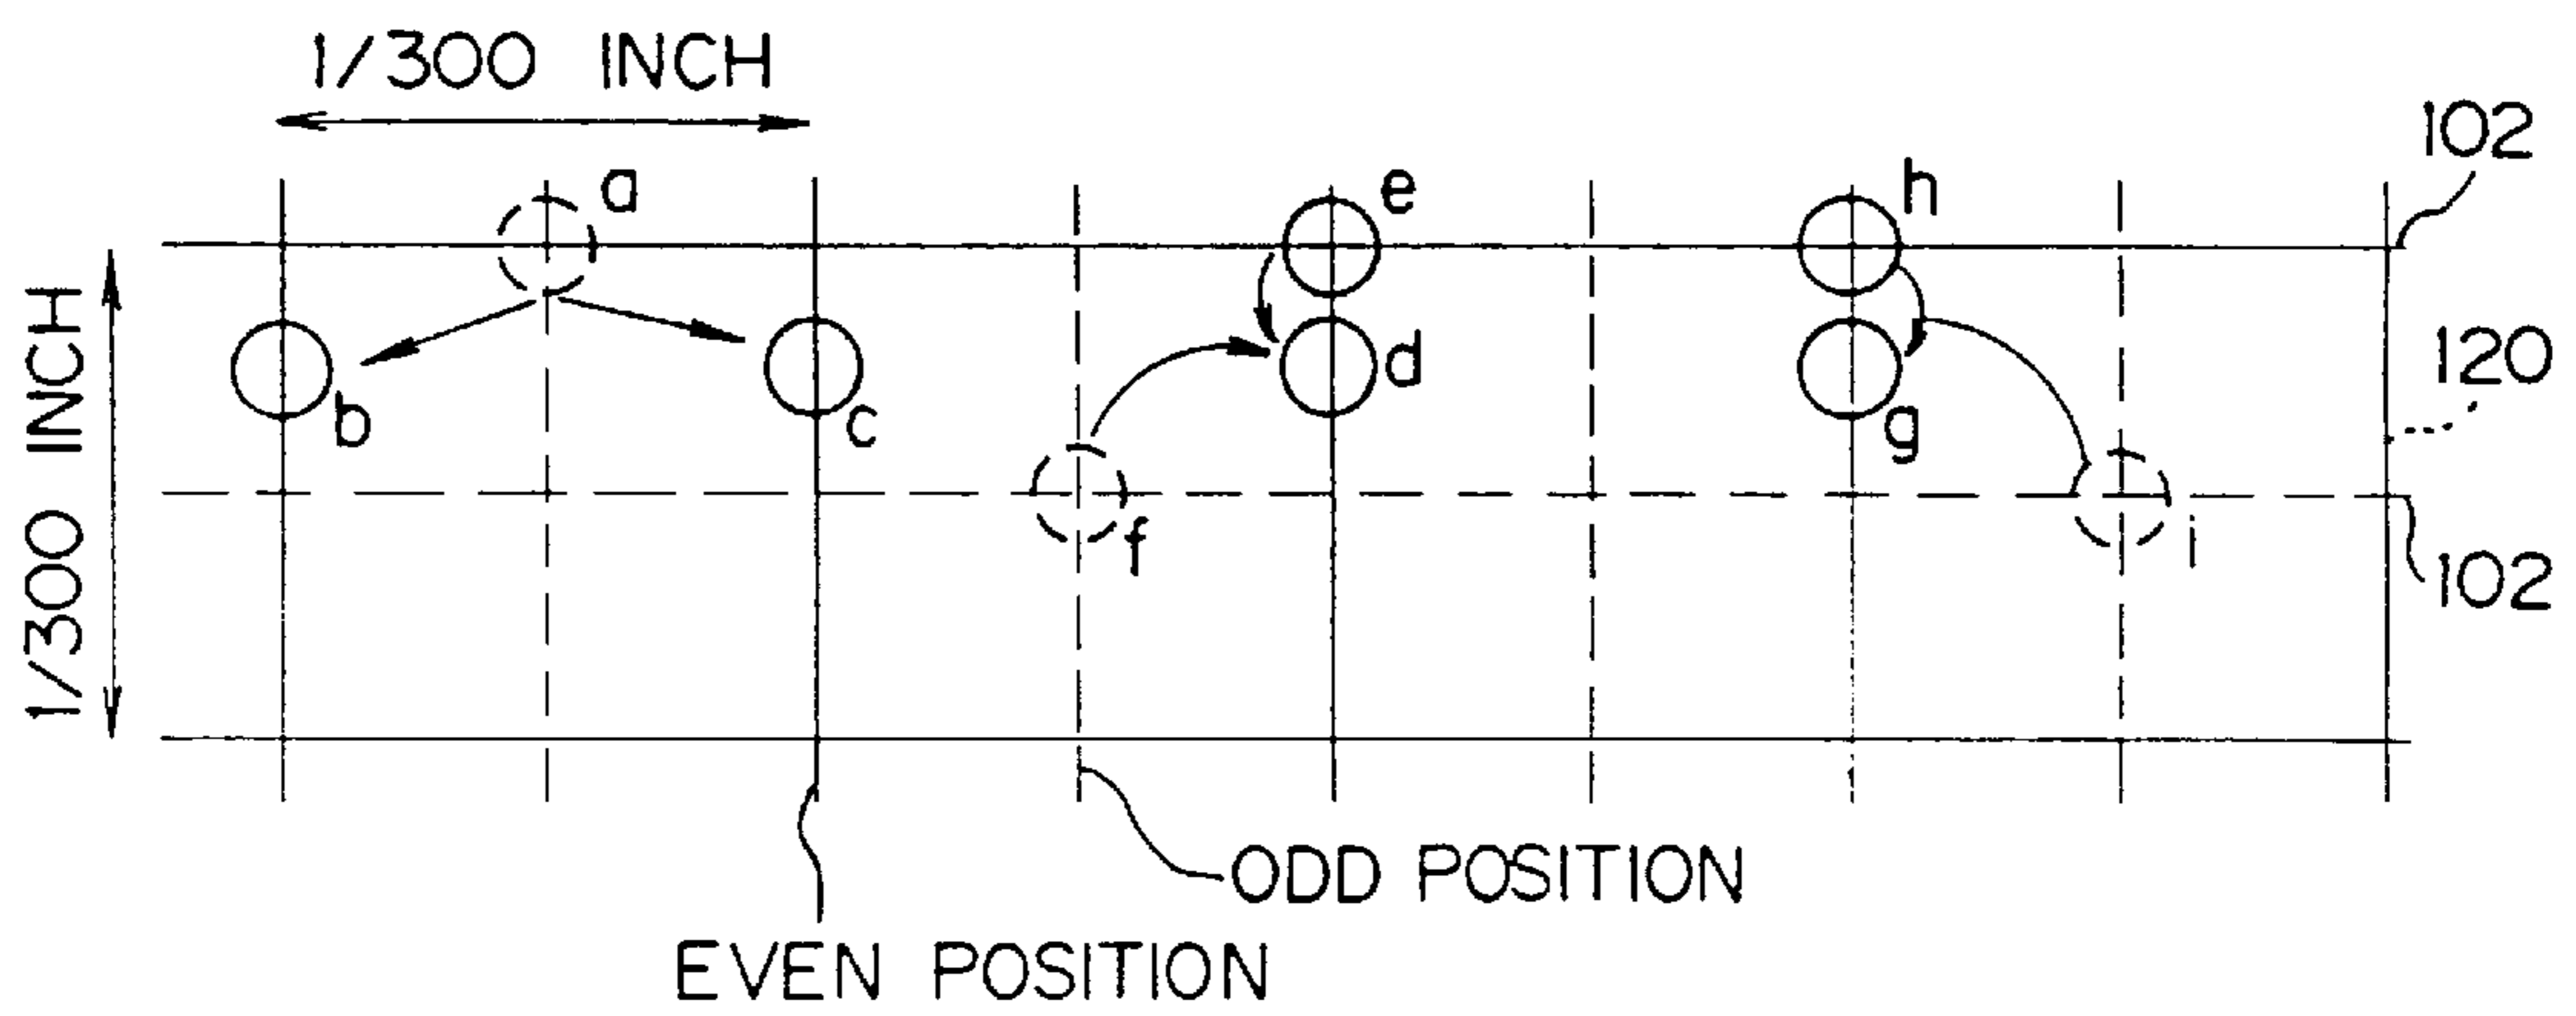 1/300 INCH
102
a
e
h
1/300 INCH
120
b
c
d
g
f
i
102
ODD POSITION
EVEN POSITION